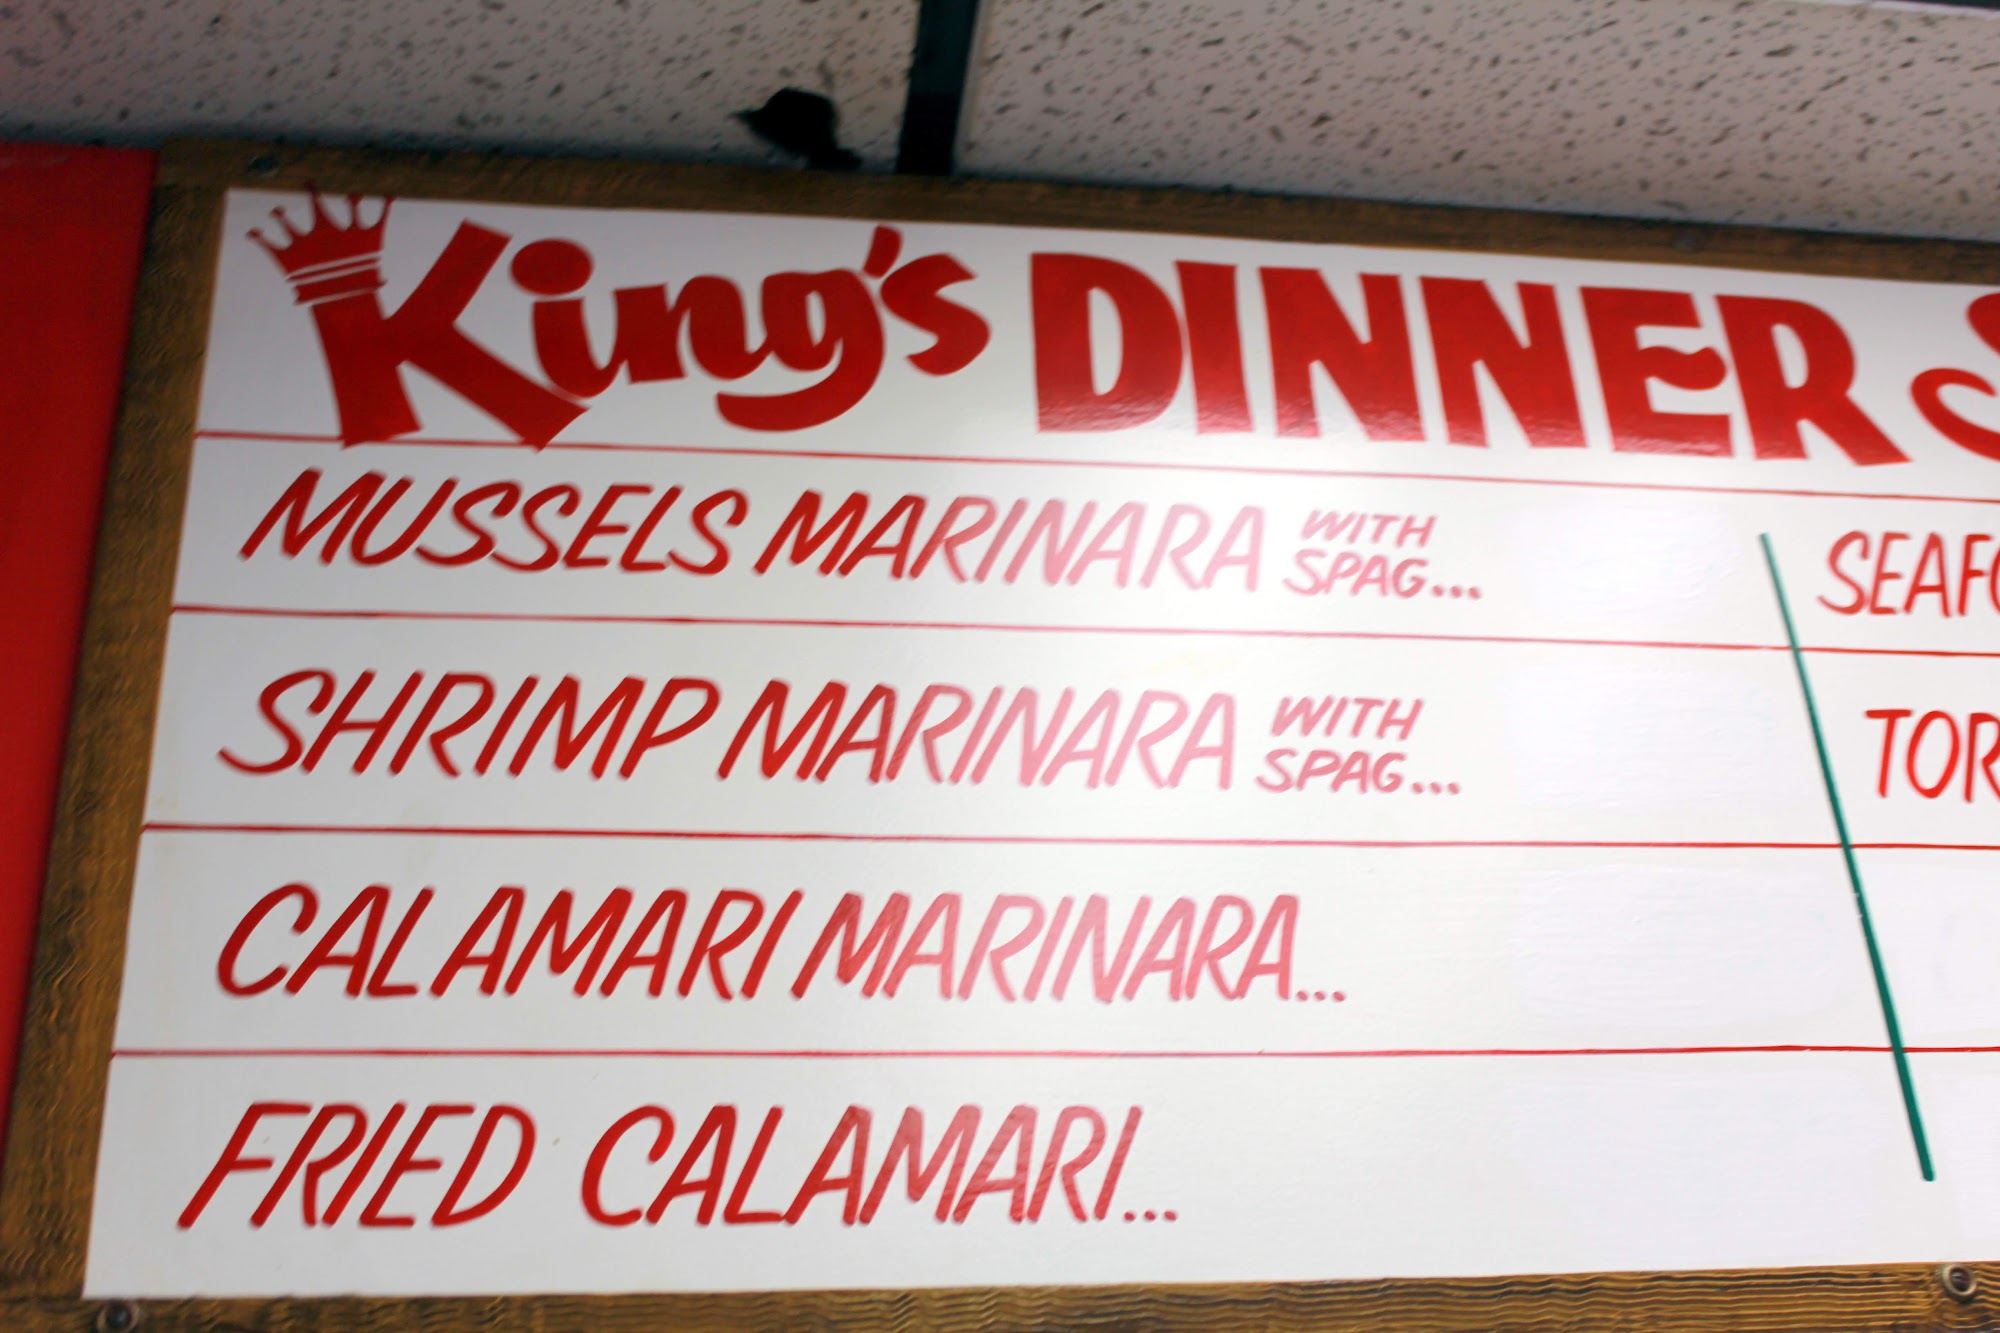 King's DINNER
MUSSELS MARINARA WITH SPAG...
SHRIMP MARINARA WITH SPAG...
CALAMARI MARINARA...
FRIED CALAMARI...